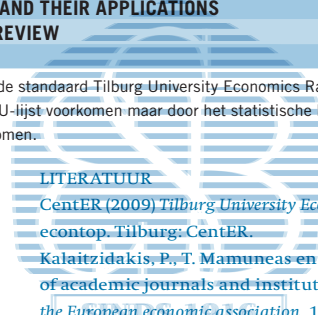 AND THEIR APPLICATIONS
REVIEW
de standaard Tilburg University Economics Ra
U-lijst voorkomen maar door het statistische
omen.
LITERATUUR
CentER (2009) Tilburg University Ec
econtop. Tilburg: CentER.
Kalaitzidakis, P., T. Mamuneas en
of academic journals and institut
the European economic association, 1
SINDS 1916